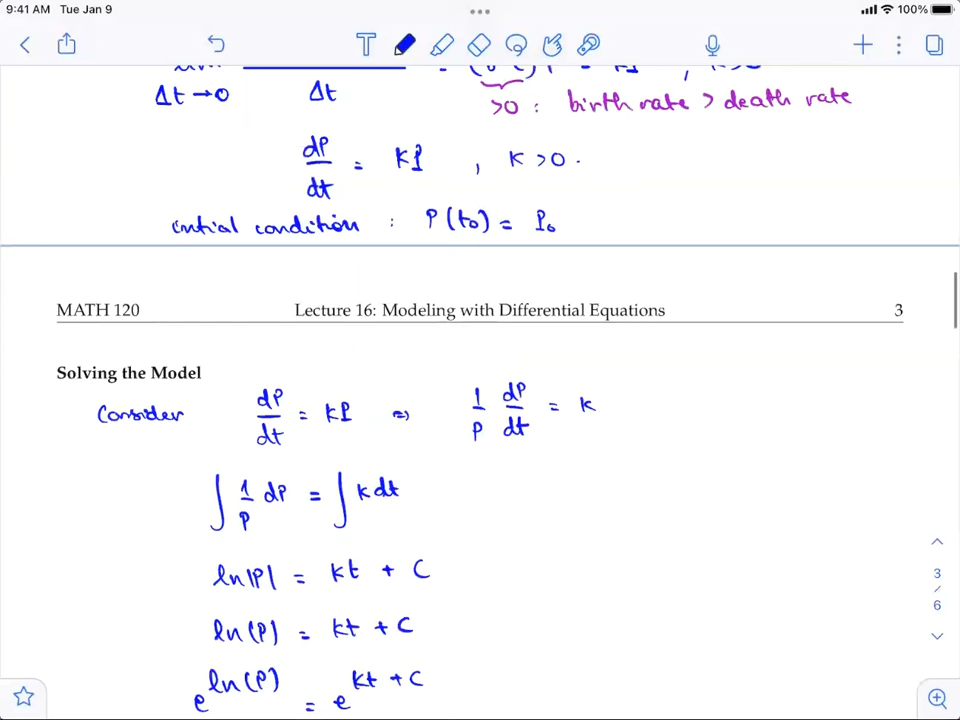 9:41 AM Tue Jan 9
100%
T
Δt → 0 Δt
>0 : birth rate > death rate
dP/dt = kP , k > 0.
initial condition : P(t₀) = P₀
MATH 120 Lecture 16: Modeling with Differential Equations 3
Solving the Model
Consider dP/dt = kP ⇒ 1/P dP/dt = k
∫ 1/P dP = ∫ k dt
ln|P| = kt + C
ln(P) = kt + C
e^ln(P) = e^kt + C
3
/
6